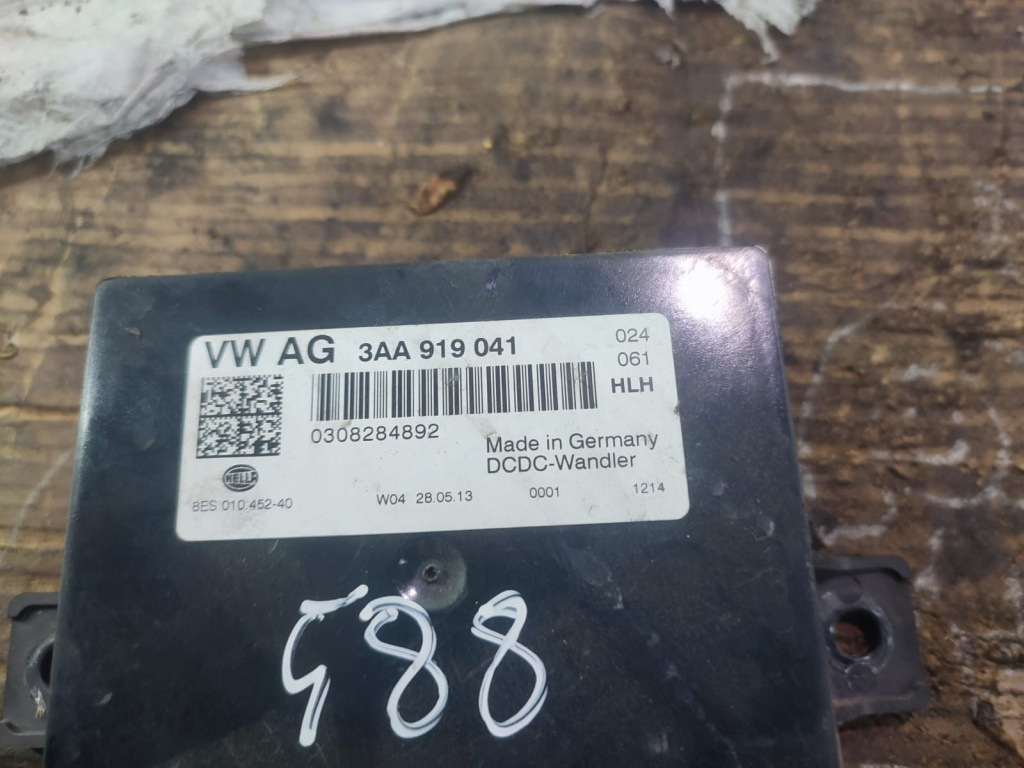 VW AG 3AA 919 041
024
061
HLH
0308284892
Made in Germany
DCDC-Wandler
HELLA
8ES 010.452-40
W04 28.05.13 0001 1214
588